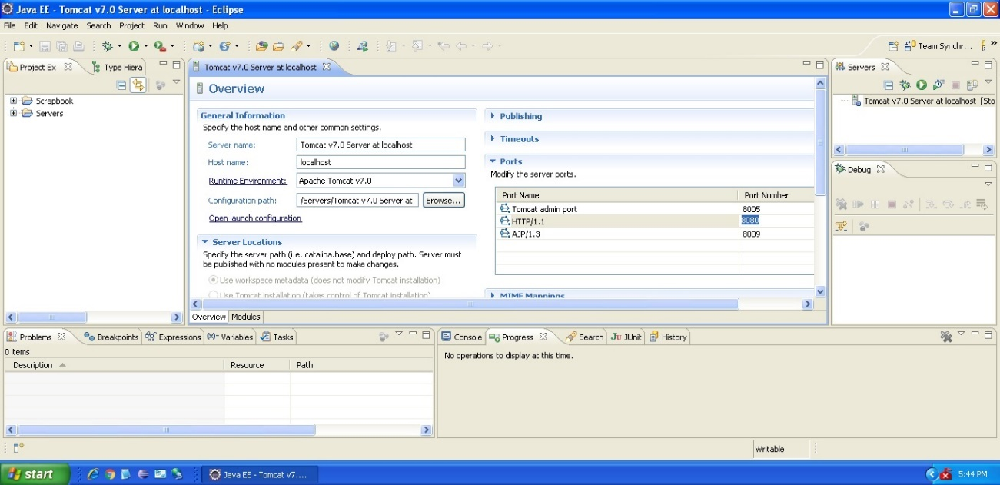 Java EE - Tomcat v7.0 Server at localhost - Eclipse
File Edit Navigate Search Project Run Window Help
Team Synchr...
Project Ex
Type Hiera
Scrapbook
Servers
Tomcat v7.0 Server at localhost
Overview
General Information
Specify the host name and other common settings.
Server name: Tomcat v7.0 Server at localhost
Host name: localhost
Runtime Environment: Apache Tomcat v7.0
Configuration path: /Servers/Tomcat v7.0 Server at Browse...
Open launch configuration
Server Locations
Specify the server path (i.e. catalina.base) and deploy path. Server must
be published with no modules present to make changes.
Use workspace metadata (does not modify Tomcat installation)
Use Tomcat installation (takes control of Tomcat installation)
Publishing
Timeouts
Ports
Modify the server ports.
Port Name Port Number
Tomcat admin port 8005
HTTP/1.1 8080
AJP/1.3 8009
MIME Mappings
Overview Modules
Servers
Tomcat v7.0 Server at localhost [Sto
Debug
Problems Breakpoints Expressions (x)= Variables Tasks
0 items
Description Resource Path
Console Progress Search Ju JUnit History
No operations to display at this time.
Writable
start
Java EE - Tomcat v7....
5:44 PM